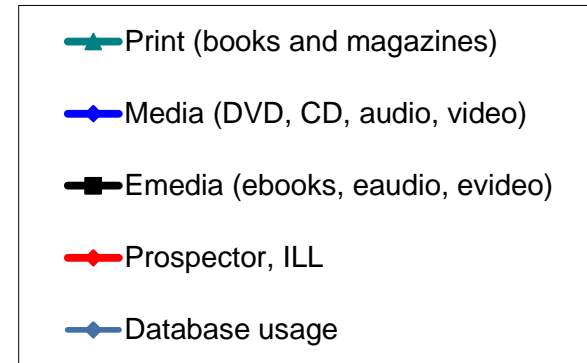 Print (books and magazines)
Media (DVD, CD, audio, video)
Emedia (ebooks, eaudio, evideo)
Prospector, ILL
Database usage